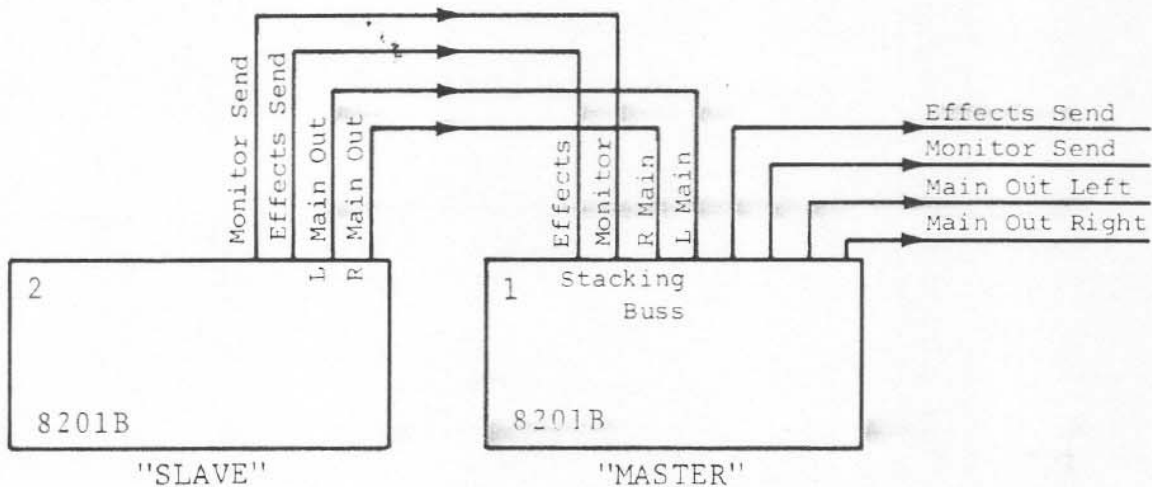 Monitor Send
Effects Send
L Main Out
R Main Out
Effects
Monitor
R Main
L Main
Effects Send
Monitor Send
Main Out Left
Main Out Right
2
8201B
"SLAVE"
1
Stacking
Buss
8201B
"MASTER"